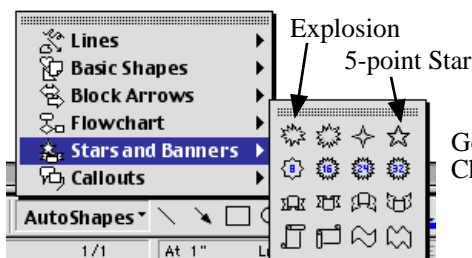 Explosion
5-point Star
Lines
Basic Shapes
Block Arrows
Flowchart
Stars and Banners
Callouts
8 16 24 32
AutoShapes
1/1 At 1"